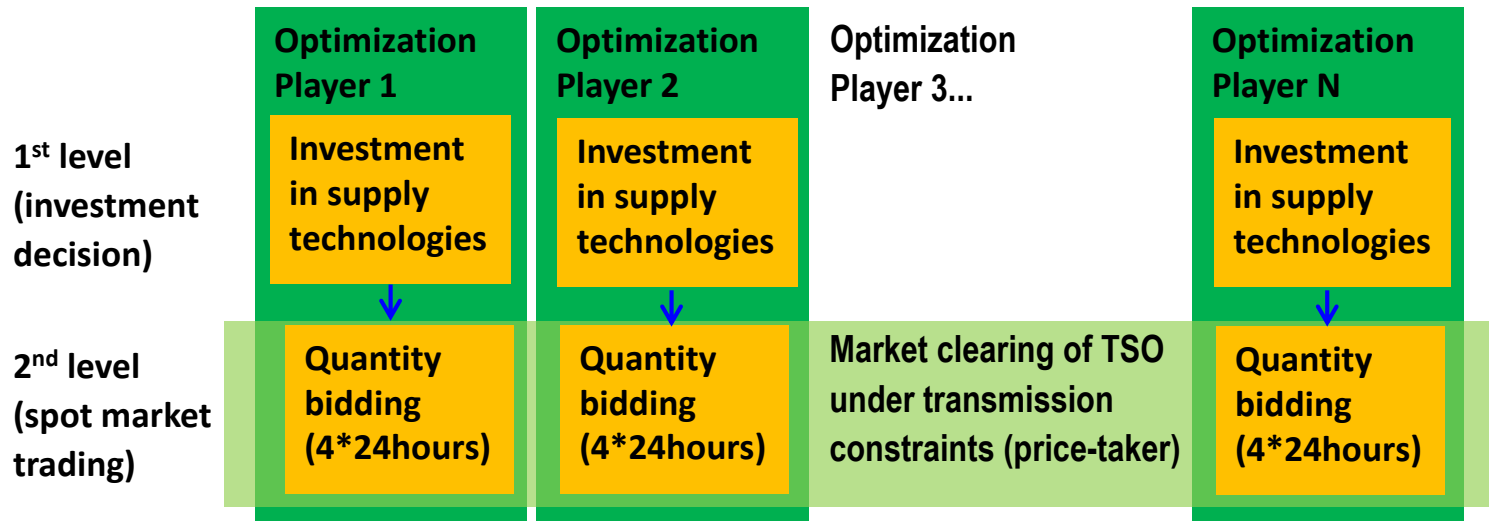 Optimization
Player 1
Optimization
Player 2
Optimization
Player 3...
Optimization
Player N
1st level
(investment
decision)
Investment
in supply
technologies
Investment
in supply
technologies
Investment
in supply
technologies
2nd level
(spot market
trading)
Quantity
bidding
(4*24hours)
Quantity
bidding
(4*24hours)
Market clearing of TSO
under transmission
constraints (price-taker)
Quantity
bidding
(4*24hours)